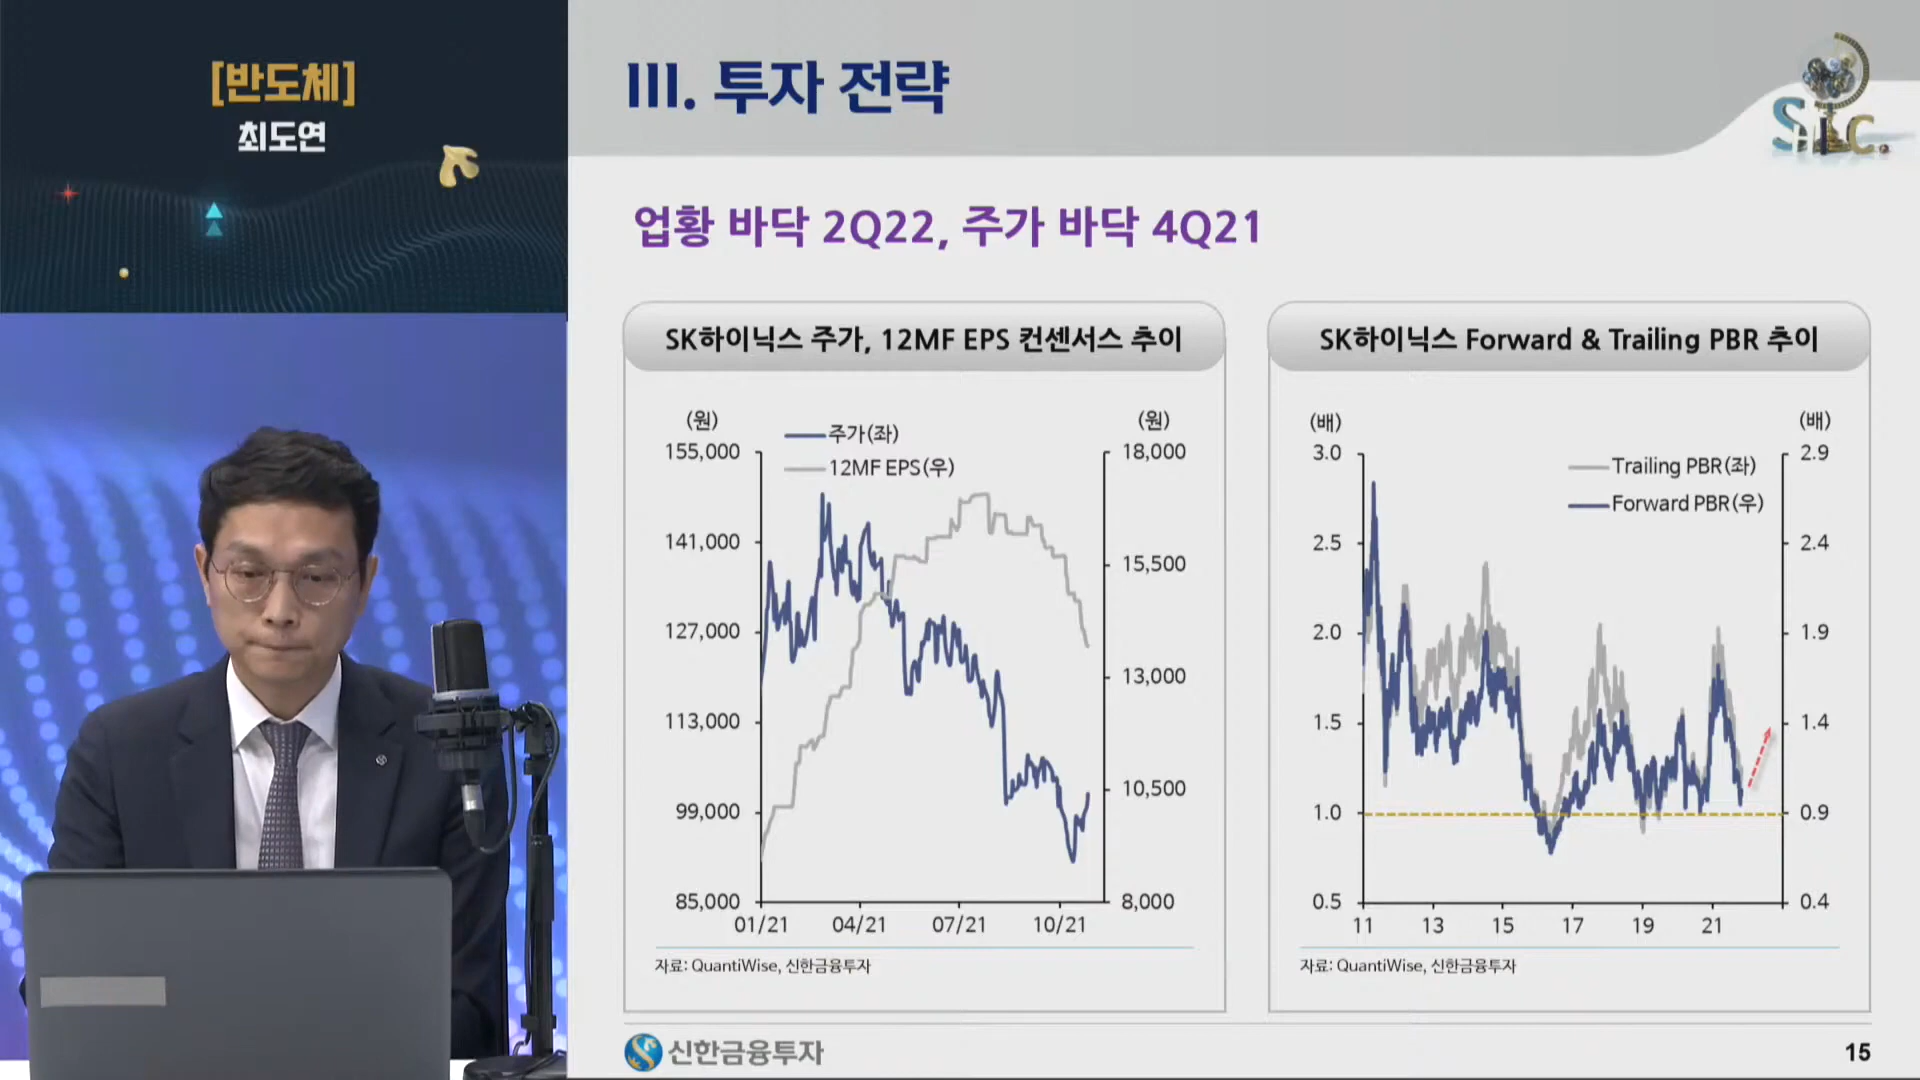 [반도체]
최도연
III. 투자 전략
SHLC.
업황 바닥 2Q22, 주가 바닥 4Q21
SK하이닉스 주가, 12MF EPS 컨센서스 추이
(원)
(원)
주가(좌)
12MF EPS(우)
155,000
141,000
127,000
113,000
99,000
85,000
18,000
15,500
13,000
10,500
8,000
01/21 04/21 07/21 10/21
자료: QuantiWise, 신한금융투자
SK하이닉스 Forward & Trailing PBR 추이
(배)
(배)
Trailing PBR(좌)
Forward PBR(우)
3.0
2.5
2.0
1.5
1.0
0.5
2.9
2.4
1.9
1.4
0.9
0.4
11 13 15 17 19 21
자료: QuantiWise, 신한금융투자
신한금융투자
15